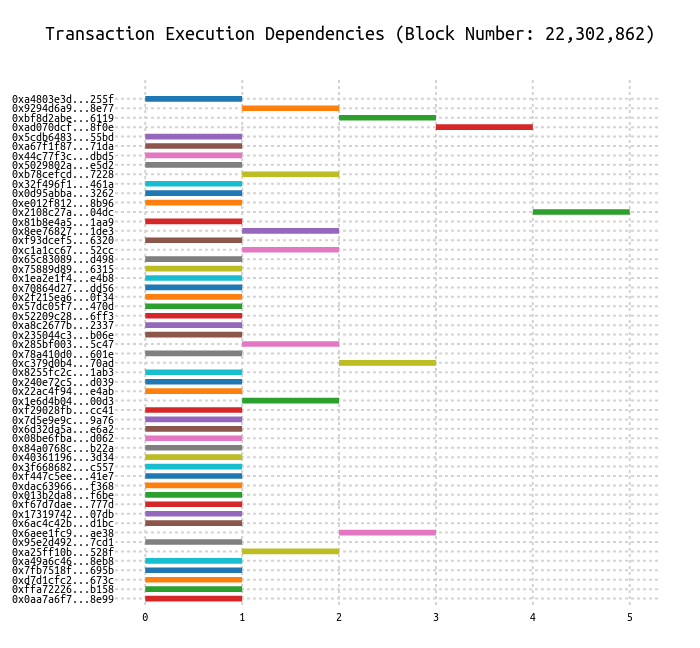 Transaction Execution Dependencies (Block Number: 22,302,862)
0xa4803e3d...255f
0x9294d6a9...8e77
0xbf8d2abe...6119
0xad070dcf...8f0e
0x5cdb6483...55bd
0xa67f1f87...71da
0x44c77f3c...dbd5
0x5029802a...e5d2
0xb78cefcd...7228
0x32f496f1...461a
0x0d95abba...3262
0xe012f812...8b96
0x2108c27a...04dc
0x81b8e4a5...1aa9
0x8ee76827...1de3
0xf93dcef5...6320
0xc1a1cc67...52cc
0x65c83089...d498
0x75889d89...6315
0x1ea2e1f4...e4b8
0x70864d27...dd56
0x2f215ea6...0f34
0x57dc05f7...470d
0x52209c28...6ff3
0xa8c2677b...2337
0x235044c3...b06e
0x285bf003...5c47
0x78a410d0...601e
0xc379d0b4...70ad
0x8255fc2c...1ab3
0x240e72c5...d039
0x22ac4f94...e4ab
0x1e6d4b04...00d3
0xf29028fb...cc41
0x7d5e9e9c...9a76
0x6d32da5a...e6a2
0x08be6fba...d062
0x84a0768c...b22a
0x40361196...3d34
0x3f668682...c557
0xf447c5ee...41e7
0xdac63966...f368
0x013b2da8...f6be
0xf67d7dae...777d
0x17319742...07db
0x6ac4c42b...d1bc
0x6aee1fc9...ae38
0x95e2d492...7cd1
0xa25ff10b...528f
0xa49a6c46...8eb8
0x7fb7518f...695b
0xd7d1cfc2...673c
0xffa72226...b158
0x0aa7a6f7...8e99
0 1 2 3 4 5